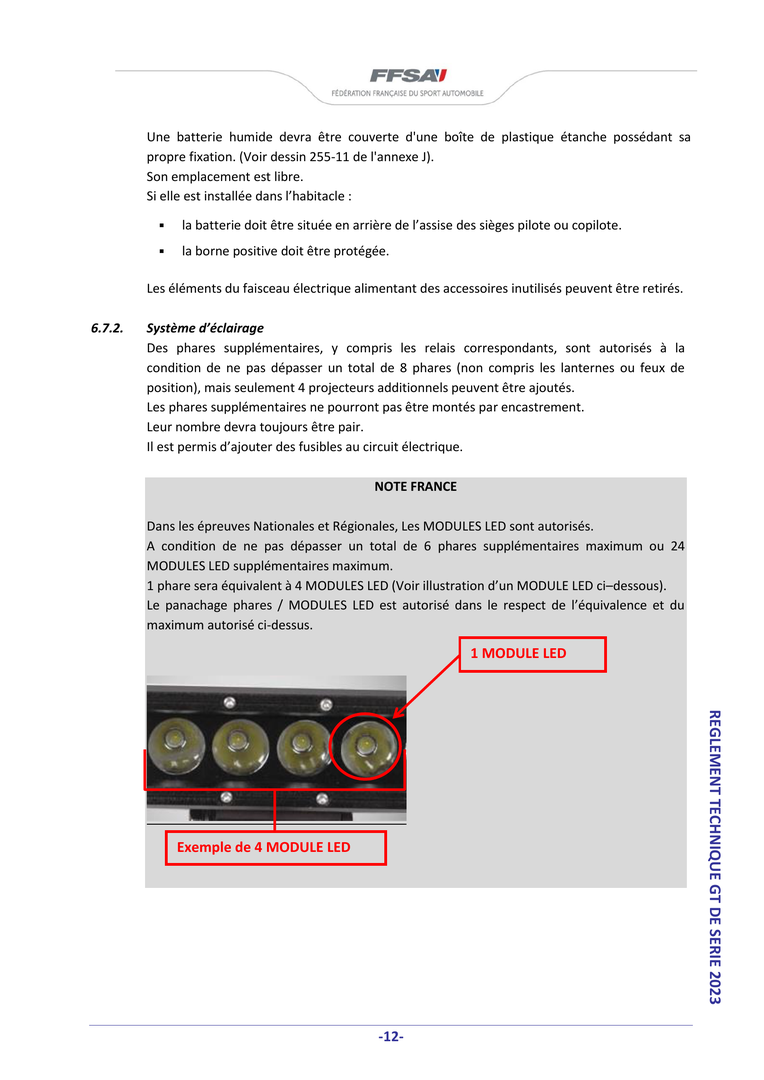 FFSA
FÉDÉRATION FRANÇAISE DU SPORT AUTOMOBILE
Une batterie humide devra être couverte d'une boîte de plastique étanche possédant sa
propre fixation. (Voir dessin 255-11 de l'annexe J).
Son emplacement est libre.
Si elle est installée dans l’habitacle :
▪ la batterie doit être située en arrière de l’assise des sièges pilote ou copilote.
▪ la borne positive doit être protégée.
Les éléments du faisceau électrique alimentant des accessoires inutilisés peuvent être retirés.
6.7.2. Système d’éclairage
Des phares supplémentaires, y compris les relais correspondants, sont autorisés à la
condition de ne pas dépasser un total de 8 phares (non compris les lanternes ou feux de
position), mais seulement 4 projecteurs additionnels peuvent être ajoutés.
Les phares supplémentaires ne pourront pas être montés par encastrement.
Leur nombre devra toujours être pair.
Il est permis d’ajouter des fusibles au circuit électrique.
NOTE FRANCE
Dans les épreuves Nationales et Régionales, Les MODULES LED sont autorisés.
A condition de ne pas dépasser un total de 6 phares supplémentaires maximum ou 24
MODULES LED supplémentaires maximum.
1 phare sera équivalent à 4 MODULES LED (Voir illustration d’un MODULE LED ci–dessous).
Le panachage phares / MODULES LED est autorisé dans le respect de l’équivalence et du
maximum autorisé ci-dessus.
1 MODULE LED
Exemple de 4 MODULE LED
REGLEMENT TECHNIQUE GT DE SERIE 2023
-12-